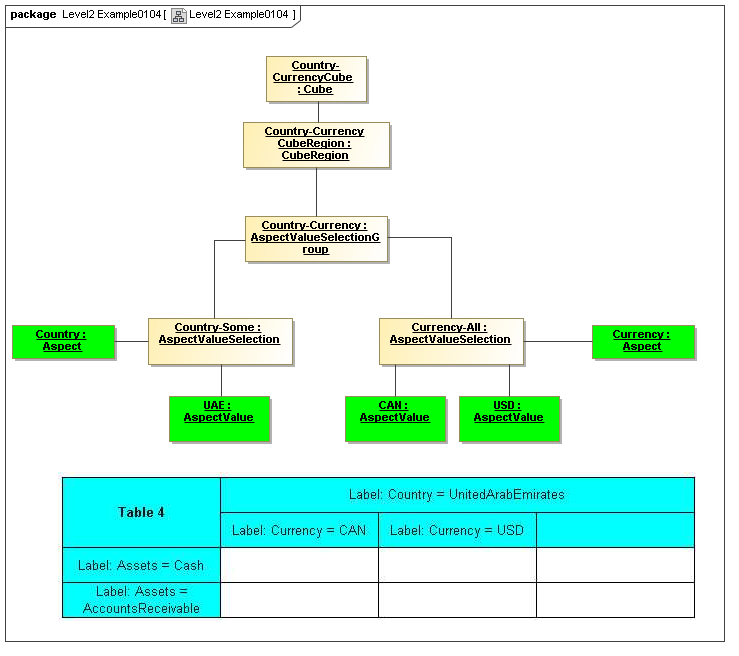 package Level2 Example0104 [ Level2 Example0104 ]
Country-
CurrencyCube
: Cube
Country-Currency
CubeRegion :
CubeRegion
Country-Currency :
AspectValueSelectionG
roup
Country-Some :
AspectValueSelection
Currency-All :
AspectValueSelection
Country :
Aspect
Currency :
Aspect
UAE :
AspectValue
CAN :
AspectValue
USD :
AspectValue
Table 4
Label: Country = UnitedArabEmirates
Label: Currency = CAN
Label: Currency = USD
Label: Assets = Cash
Label: Assets =
AccountsReceivable